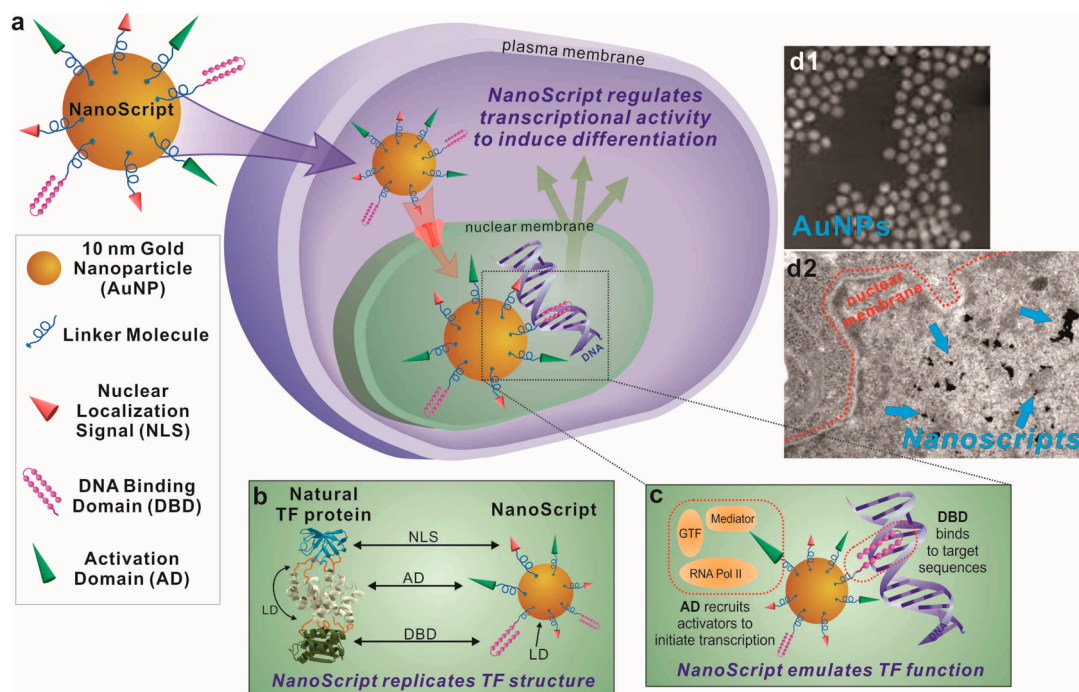 a
NanoScript
plasma membrane
NanoScript regulates
transcriptional activity
to induce differentiation
nuclear membrane
DNA
10 nm Gold
Nanoparticle
(AuNP)
Linker Molecule
Nuclear
Localization
Signal (NLS)
DNA Binding
Domain (DBD)
Activation
Domain (AD)
d1
AuNPs
d2
nuclear
membrane
Nanoscripts
b
Natural
TF protein
NanoScript
NLS
AD
LD
DBD
LD
NanoScript replicates TF structure
c
GTF
Mediator
RNA Pol II
AD recruits
activators to
initiate transcription
DBD
binds
to target
sequences
DNA
NanoScript emulates TF function